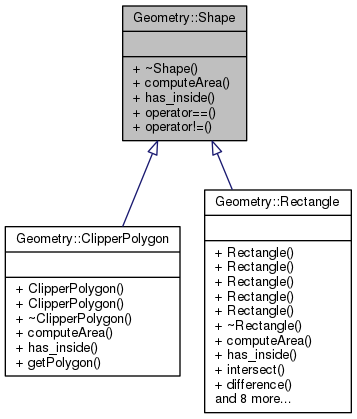 Geometry::Shape
+ ~Shape()
+ computeArea()
+ has_inside()
+ operator==()
+ operator!=()
Geometry::ClipperPolygon
+ ClipperPolygon()
+ ClipperPolygon()
+ ~ClipperPolygon()
+ computeArea()
+ has_inside()
+ getPolygon()
Geometry::Rectangle
+ Rectangle()
+ Rectangle()
+ Rectangle()
+ Rectangle()
+ Rectangle()
+ ~Rectangle()
+ computeArea()
+ has_inside()
+ intersect()
+ difference()
and 8 more...